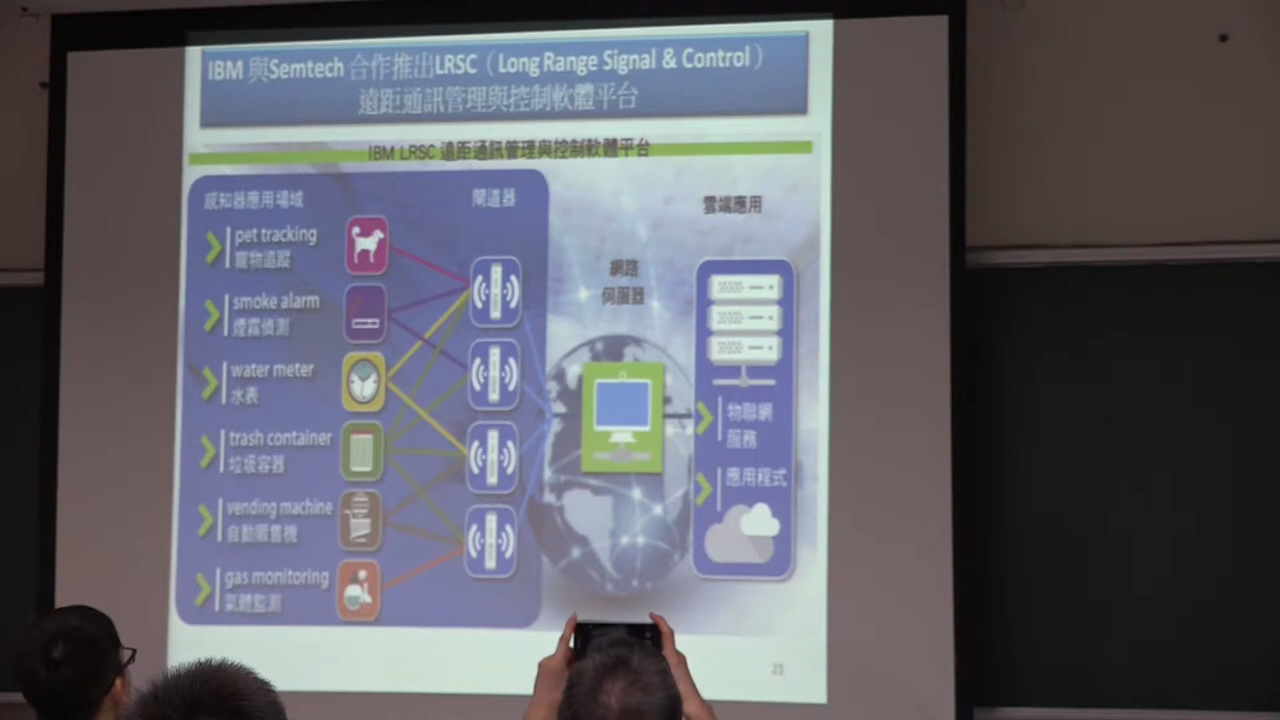 IBM 與Semtech 合作推出LRSC（Long Range Signal & Control）
遠距通訊管理與控制軟體平台
IBM LRSC 遠距通訊管理與控制軟體平台
感知器應用場域
閘道器
雲端應用
網路
伺服器
pet tracking
寵物追蹤
smoke alarm
煙霧偵測
water meter
水表
trash container
垃圾容器
vending machine
自動販售機
gas monitoring
氣體監測
物聯網
服務
應用程式
21